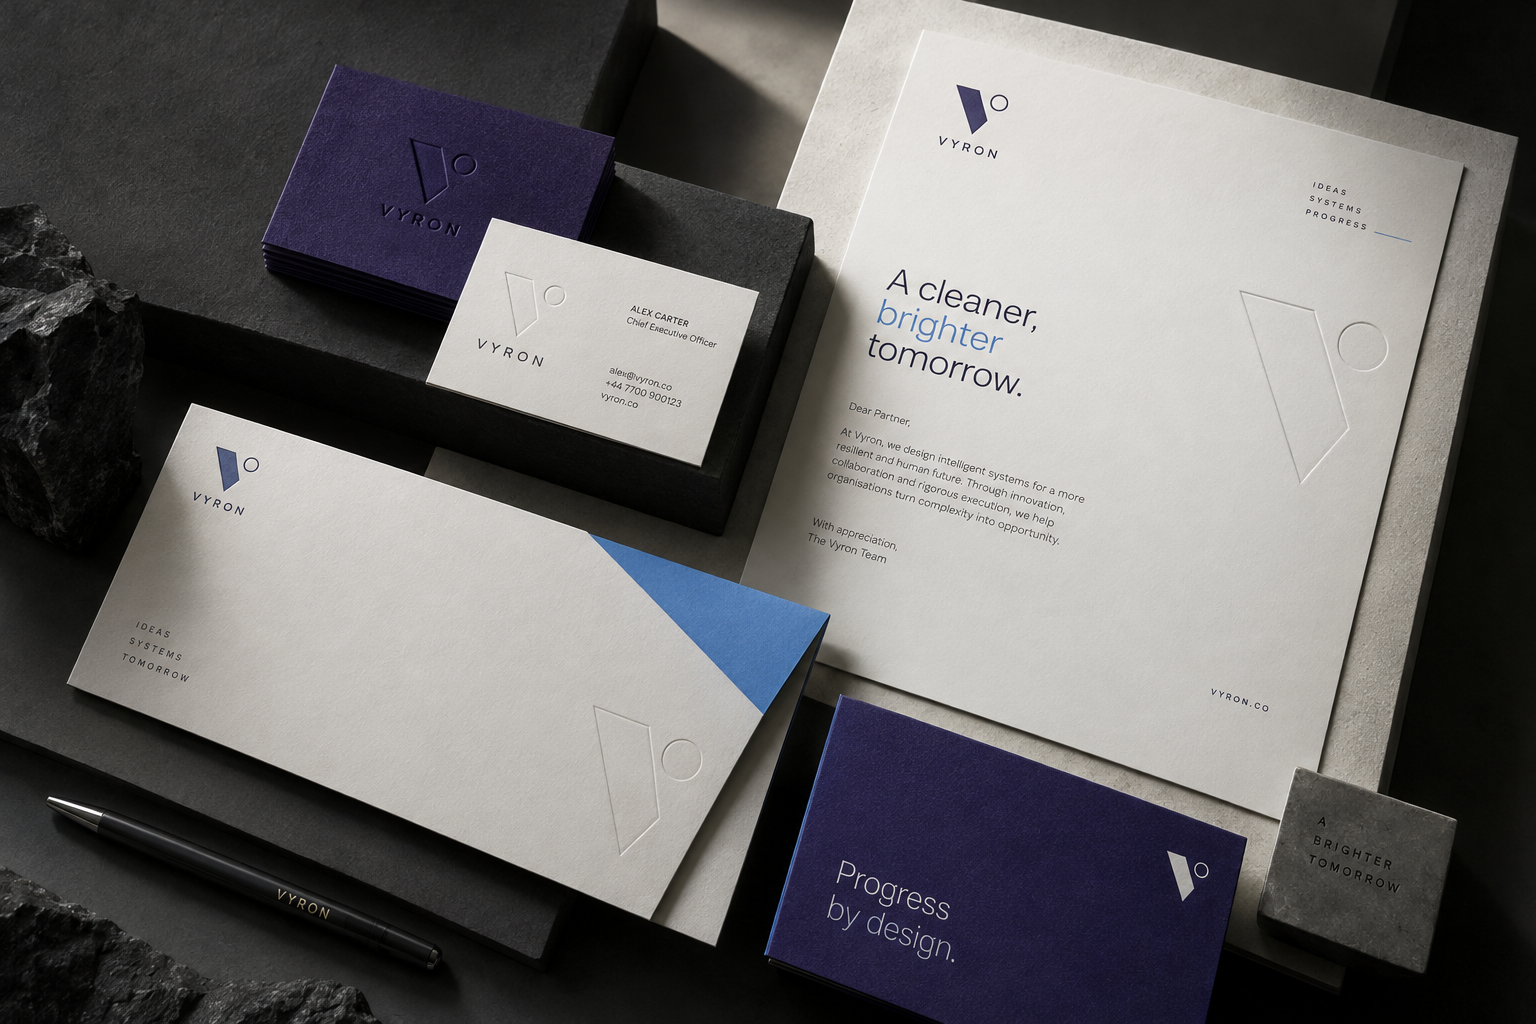 VYRON
VYRON
ALEX CARTER
Chief Executive Officer
alex@vyron.co
+44 7700 900123
vyron.co
VYRON
IDEAS
SYSTEMS
PROGRESS
A cleaner,
brighter
tomorrow.
Dear Partner,
At Vyron, we design intelligent systems for a more
resilient and human future. Through innovation,
collaboration and rigorous execution, we help
organisations turn complexity into opportunity.
With appreciation,
The Vyron Team
VYRON.CO
VYRON
IDEAS
SYSTEMS
TOMORROW
VYRON
Progress
by design.
A
BRIGHTER
TOMORROW